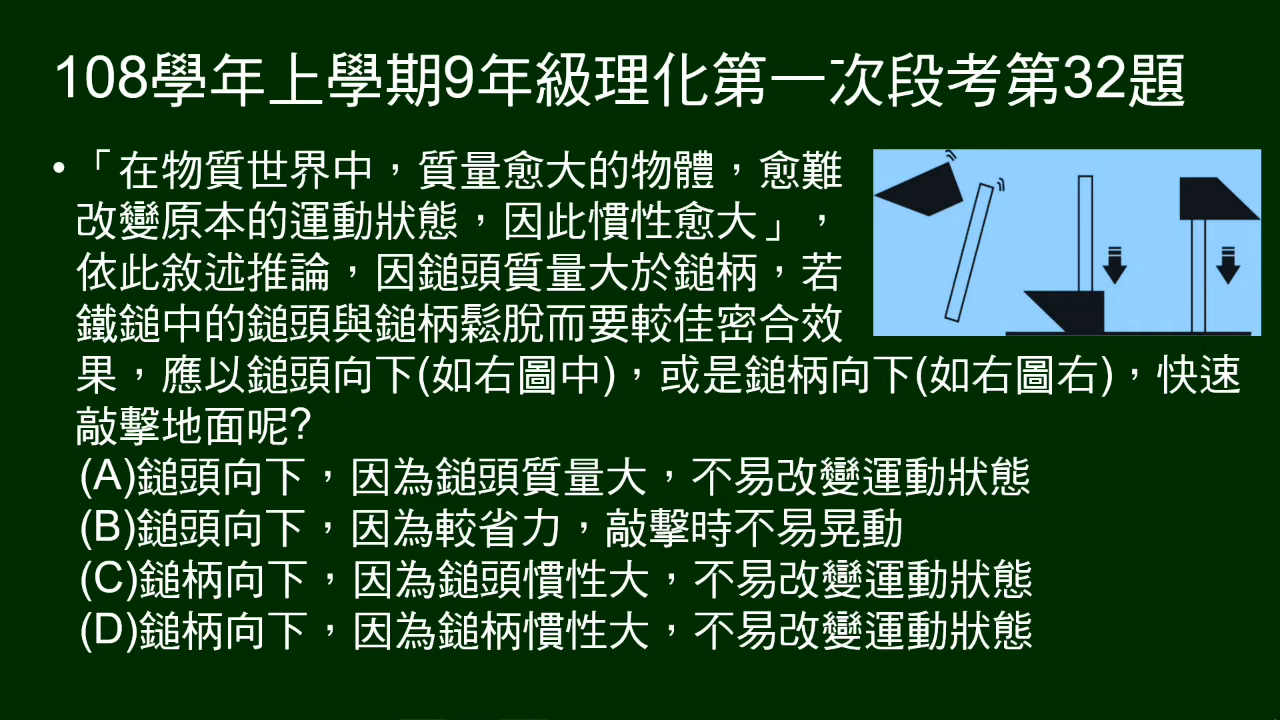 108學年上學期9年級理化第一次段考第32題
•「在物質世界中，質量愈大的物體，愈難
改變原本的運動狀態，因此慣性愈大」，
依此敘述推論，因鎚頭質量大於鎚柄，若
鐵鎚中的鎚頭與鎚柄鬆脫而要較佳密合效
果，應以鎚頭向下(如右圖中)，或是鎚柄向下(如右圖右)，快速
敲擊地面呢?
(A)鎚頭向下，因為鎚頭質量大，不易改變運動狀態
(B)鎚頭向下，因為較省力，敲擊時不易晃動
(C)鎚柄向下，因為鎚頭慣性大，不易改變運動狀態
(D)鎚柄向下，因為鎚柄慣性大，不易改變運動狀態